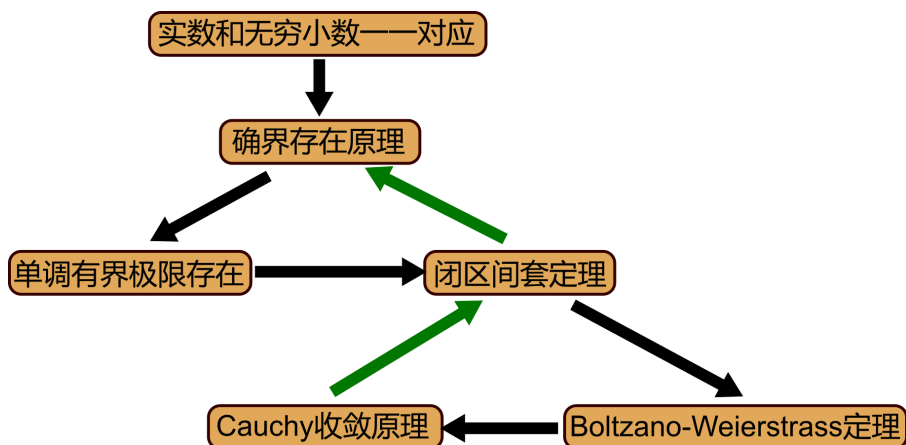 实数和无穷小数一一对应
确界存在原理
单调有界极限存在
闭区间套定理
Cauchy收敛原理
Boltzano-Weierstrass定理